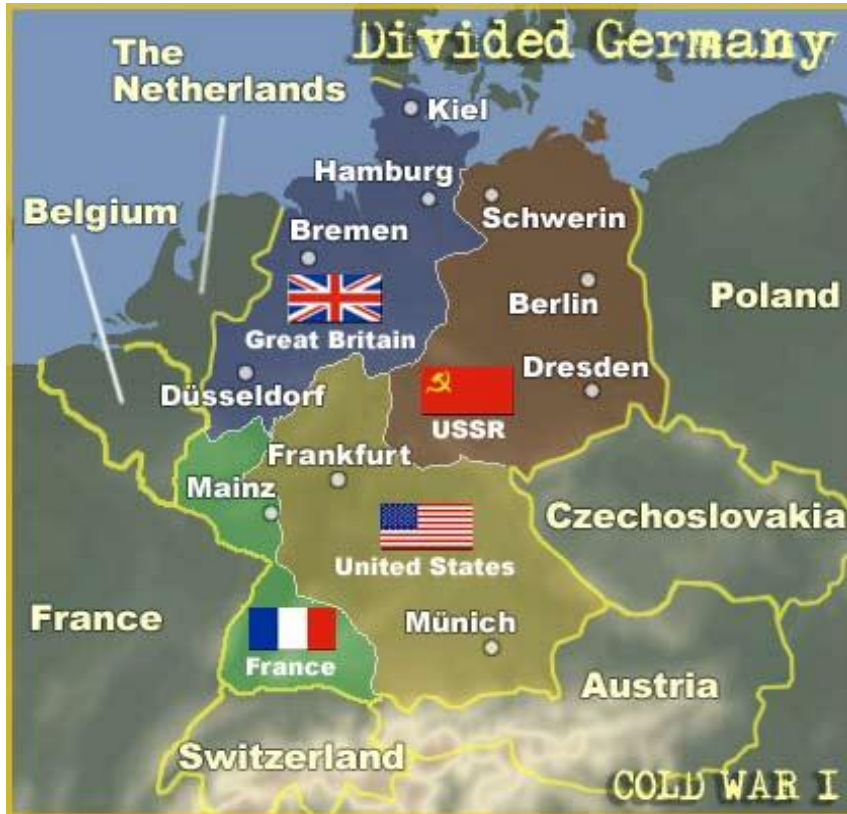 Divided Germany
The
Netherlands
Kiel
Hamburg
Belgium
Schwerin
Bremen
Berlin
Poland
Great Britain
Dresden
Düsseldorf
USSR
Frankfurt
Mainz
Czechoslovakia
United States
France
Münich
France
Austria
Switzerland
COLD WAR I